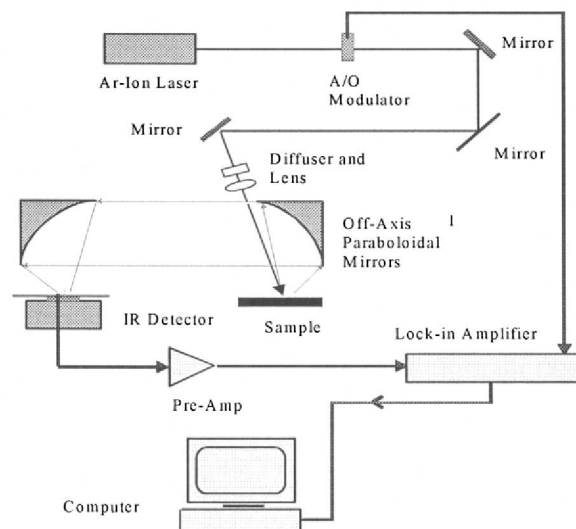 Mirror
Ar-Ion Laser
A/O
Modulator
Mirror
Mirror
Diffuser and
Lens
Off-Axis 1
Paraboloidal
Mirrors
IR Detector
Sample
Lock-in Amplifier
Pre-Amp
Computer